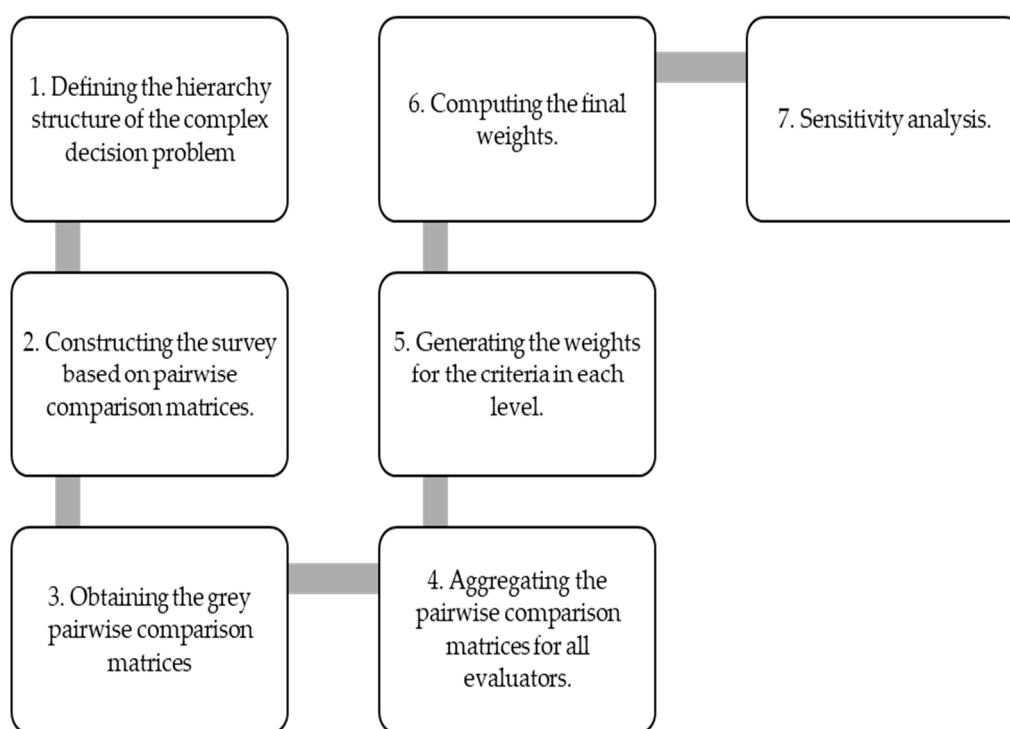 1. Defining the hierarchy
structure of the complex
decision problem
2. Constructing the survey
based on pairwise
comparison matrices.
3. Obtaining the grey
pairwise comparison
matrices
4. Aggregating the
pairwise comparison
matrices for all
evaluators.
5. Generating the weights
for the criteria in each
level.
6. Computing the final
weights.
7. Sensitivity analysis.